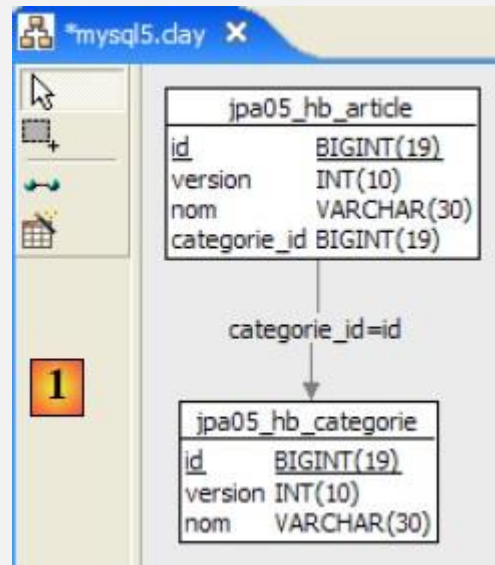 *mysql5.clay
jpa05_hb_article
id BIGINT(19)
version INT(10)
nom VARCHAR(30)
categorie_id BIGINT(19)
categorie_id=id
1
jpa05_hb_categorie
id BIGINT(19)
version INT(10)
nom VARCHAR(30)